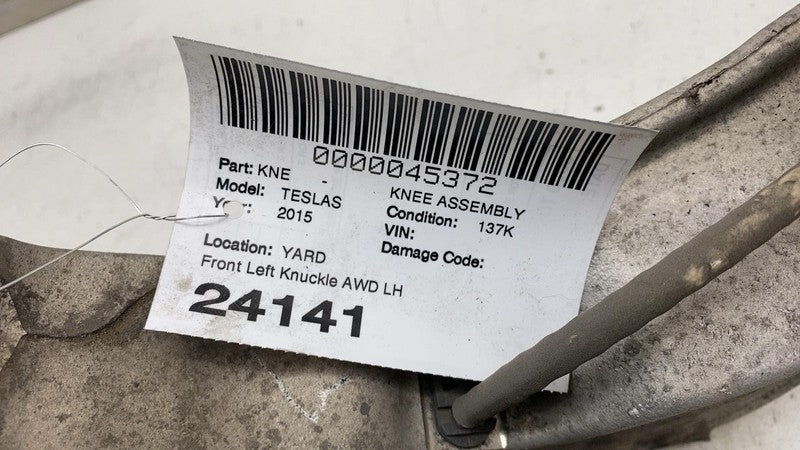 0000045372
Part: KNE - KNEE ASSEMBLY
Model: TESLAS Condition: 137K
Year: 2015 VIN:
Damage Code:
Location: YARD
Front Left Knuckle AWD LH
24141